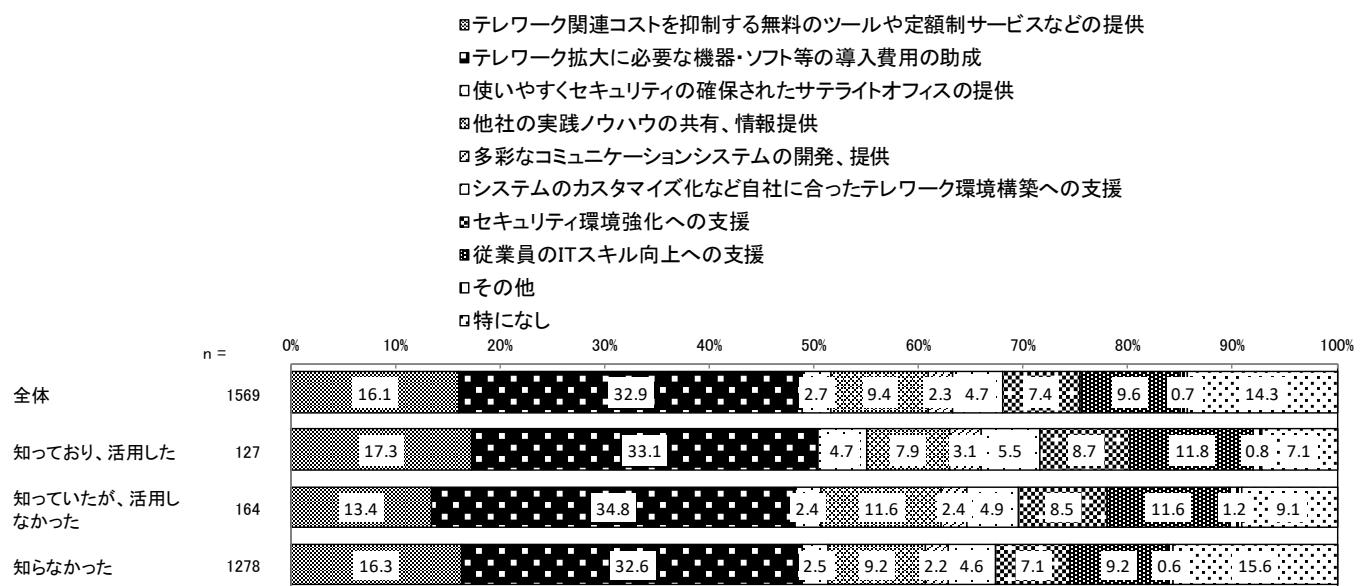 テレワーク関連コストを抑制する無料のツールや定額制サービスなどの提供
テレワーク拡大に必要な機器・ソフト等の導入費用の助成
使いやすくセキュリティの確保されたサテライトオフィスの提供
他社の実践ノウハウの共有、情報提供
多彩なコミュニケーションシステムの開発、提供
システムのカスタマイズ化など自社に合ったテレワーク環境構築への支援
セキュリティ環境強化への支援
従業員のITスキル向上への支援
その他
特になし
n = 0% 10% 20% 30% 40% 50% 60% 70% 80% 90% 100%
全体 1569 16.1 32.9 2.7 9.4 2.3 4.7 7.4 9.6 0.7 14.3
知っており、活用した 127 17.3 33.1 4.7 7.9 3.1 5.5 8.7 11.8 0.8 7.1
知っていたが、活用し
なかった 164 13.4 34.8 2.4 11.6 2.4 4.9 8.5 11.6 1.2 9.1
知らなかった 1278 16.3 32.6 2.5 9.2 2.2 4.6 7.1 9.2 0.6 15.6